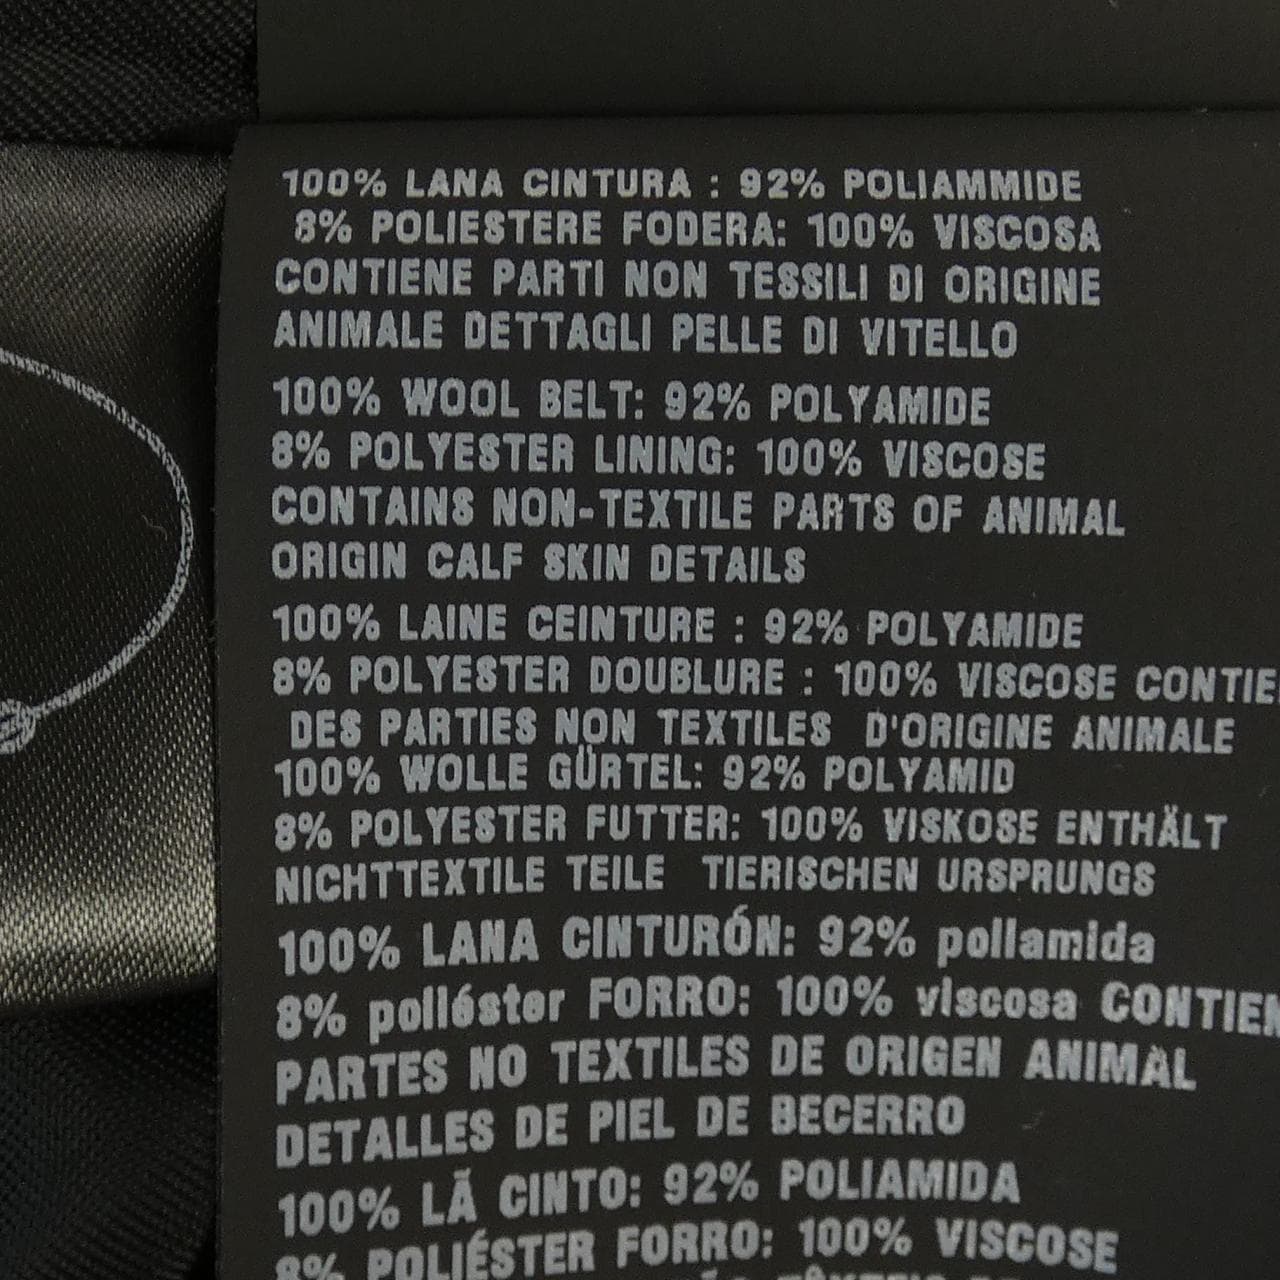 100% LANA CINTURA : 92% POLIAMMIDE
8% POLIESTERE FODERA: 100% VISCOSA
CONTIENE PARTI NON TESSILI DI ORIGINE
ANIMALE DETTAGLI PELLE DI VITELLO
100% WOOL BELT: 92% POLYAMIDE
8% POLYESTER LINING: 100% VISCOSE
CONTAINS NON-TEXTILE PARTS OF ANIMAL
ORIGIN CALF SKIN DETAILS
100% LAINE CEINTURE : 92% POLYAMIDE
8% POLYESTER DOUBLURE : 100% VISCOSE CONTIE
DES PARTIES NON TEXTILES D'ORIGINE ANIMALE
100% WOLLE GÜRTEL: 92% POLYAMID
8% POLYESTER FUTTER: 100% VISKOSE ENTHÄLT
NICHTTEXTILE TEILE TIERISCHEN URSPRUNGS
100% LANA CINTURÓN: 92% poliamida
8% poliéster FORRO: 100% viscosa CONTIEN
PARTES NO TEXTILES DE ORIGEN ANIMAL
DETALLES DE PIEL DE BECERRO
100% LÃ CINTO: 92% POLIAMIDA
8% POLIÉSTER FORRO: 100% VISCOSE